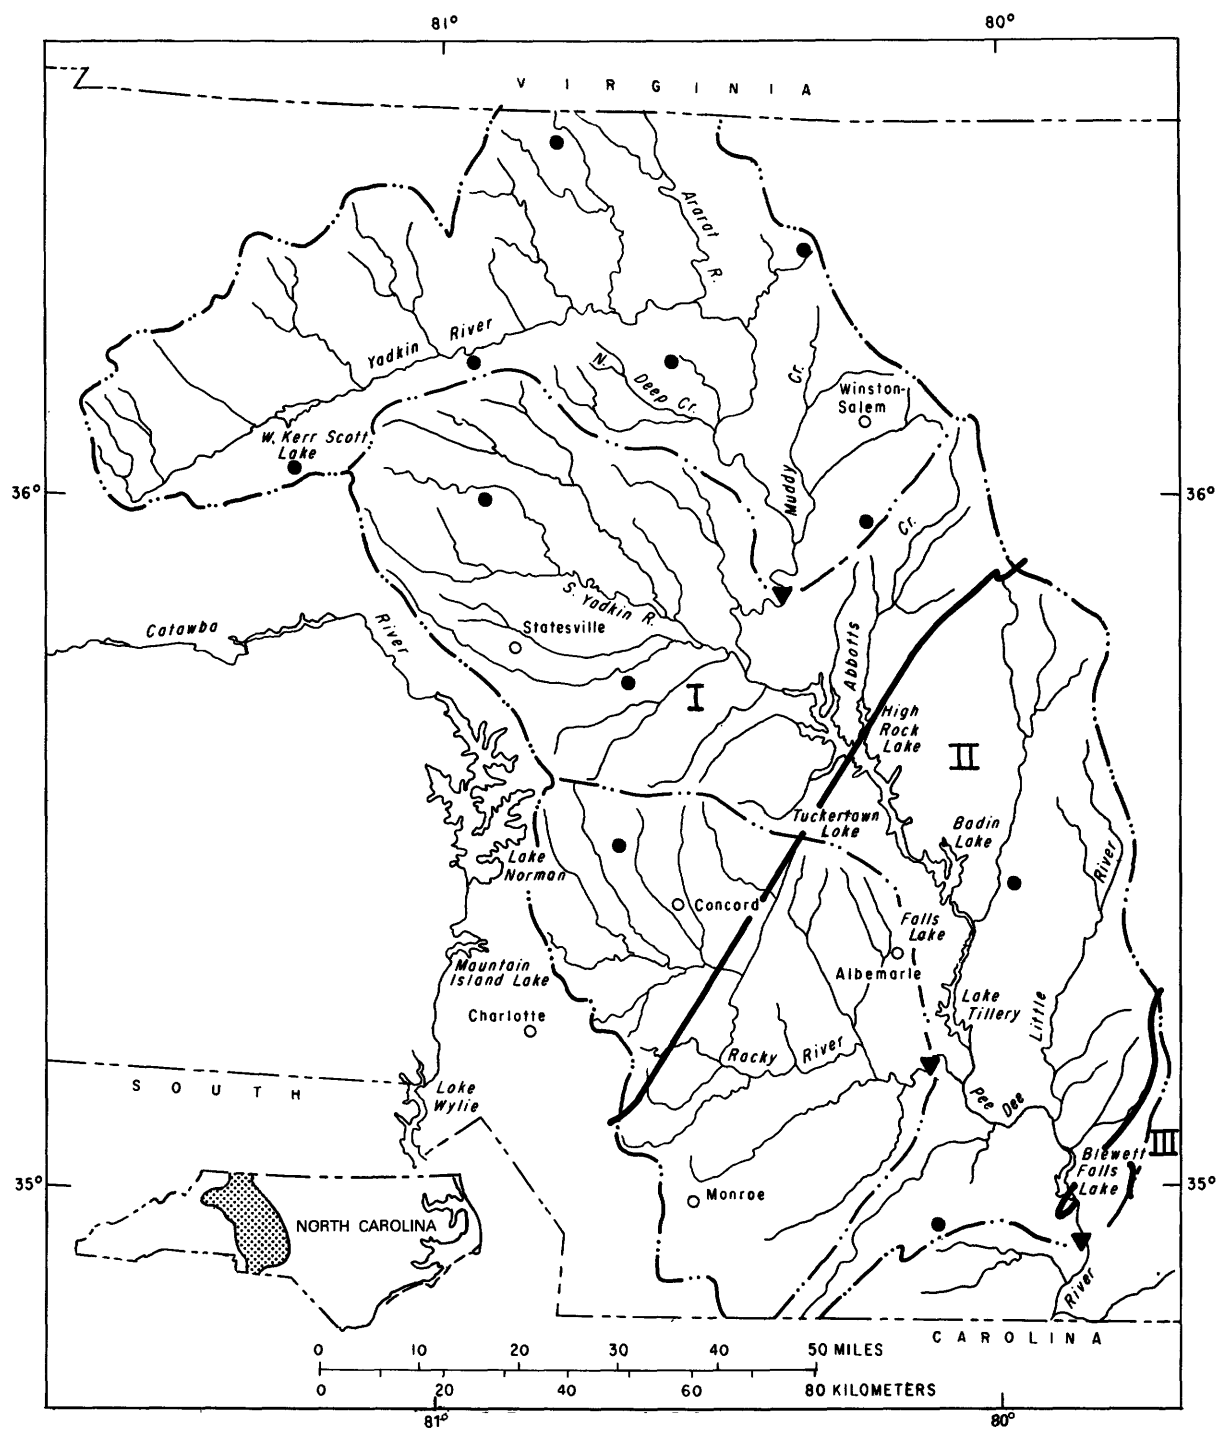 81°
80°
V I R G I N I A
Ararat
R.
Yadkin River
N.
Deep Cr.
Cr.
Winston-
Salem
W. Kerr Scott
Lake
36°
36°
Muddy
Cr.
S. Yadkin R.
Statesville
Catawba
River
Abbotts
I
High
Rock
Lake
II
Tuckertown
Lake
Badin
Lake
River
Lake
Norman
Concord
Falls
Lake
Albemarle
Mountain
Island Lake
Charlotte
Lake
Tillery
Little
Rocky River
S O U T H
Lake
Wylie
Pee Dee
III
Blewett
Falls
Lake
35°
35°
Monroe
NORTH CAROLINA
River
C A R O L I N A
0 10 20 30 40 50 MILES
0 20 40 60 80 KILOMETERS
81°
80°